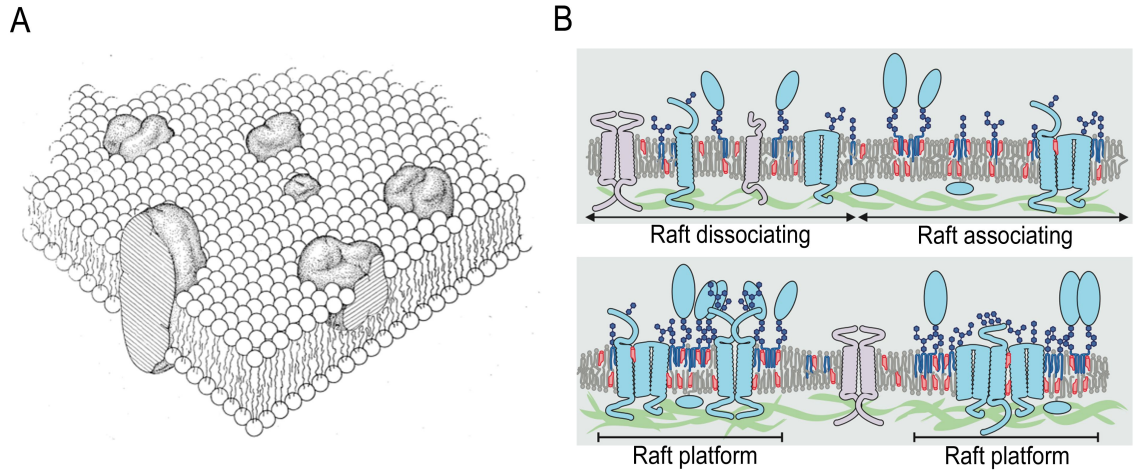 A
B
Raft dissociating
Raft associating
Raft platform
Raft platform